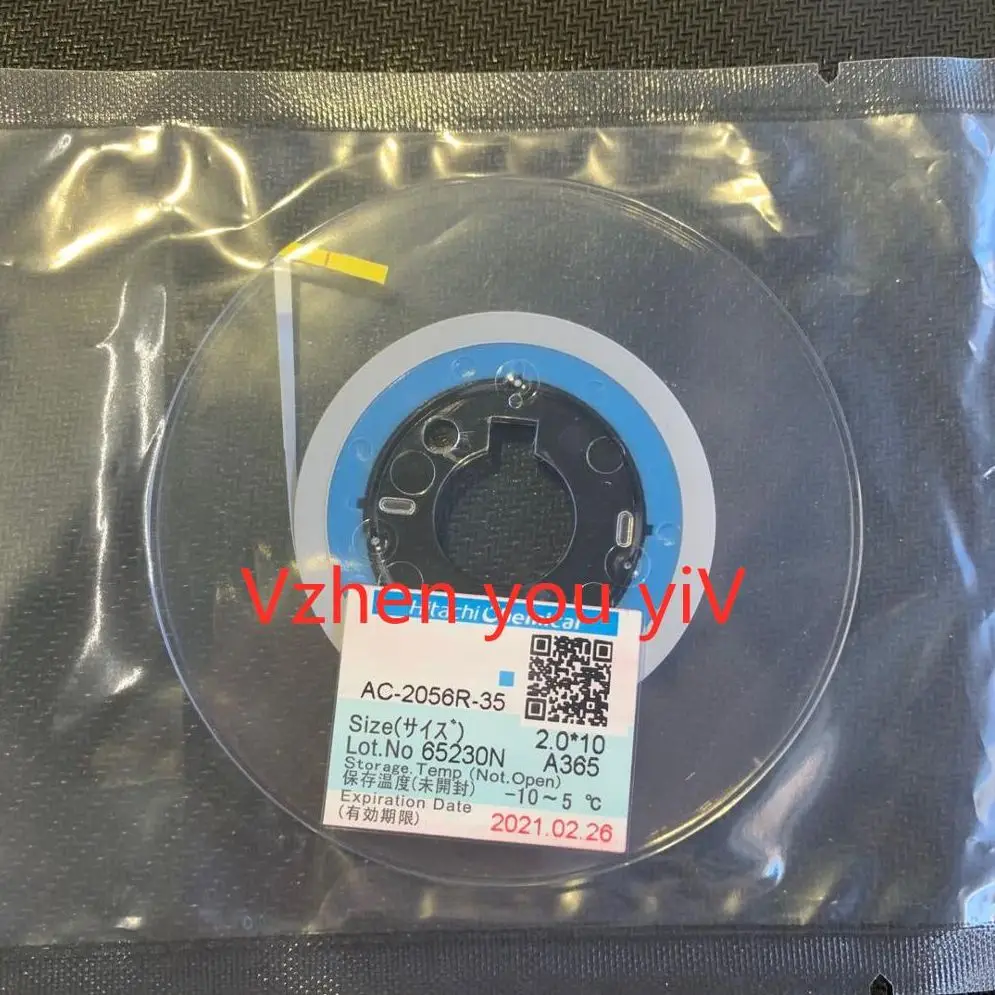 Vzhen you yiV
Hitachi Chemical
AC-2056R-35
Size(サイズ) 2.0*10
Lot.No 65230N A365
Storage.Temp (Not.Open)
保存温度(未開封) -10～5 ℃
Expiration Date
(有効期限) 2021.02.26